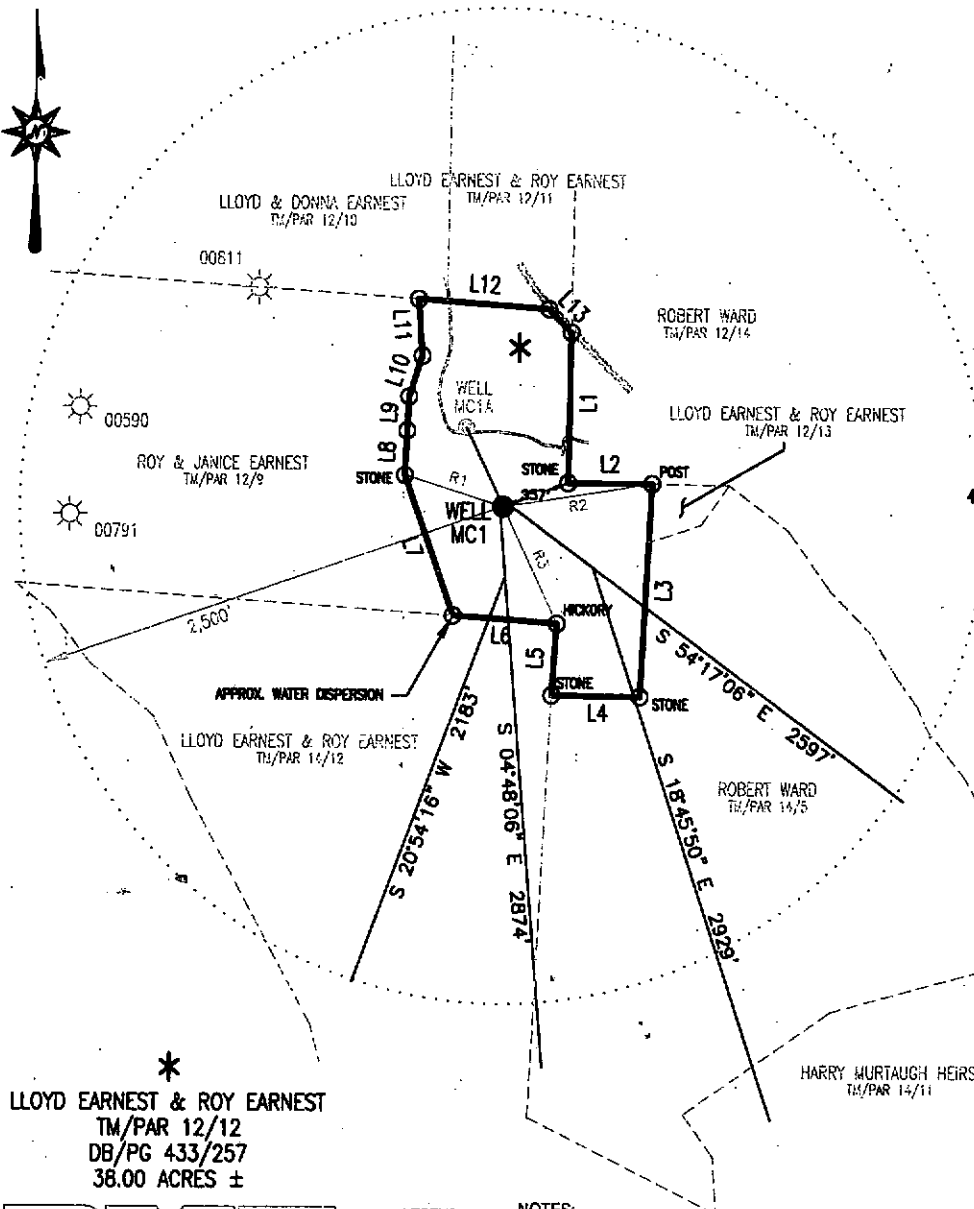 N
LLOYD EARNEST & ROY EARNEST
TM/PAR 12/11
LLOYD & DONNA EARNEST
TM/PAR 12/10
00811
L12
L13
L11
ROBERT WARD
TM/PAR 12/14
L10
WELL
MC1A
L1
L9
00590
LLOYD EARNEST & ROY EARNEST
TM/PAR 12/13
ROY & JANICE EARNEST
TM/PAR 12/9
L8
STONE
R1
STONE
L2
POST
357'
R2
WELL
MC1
00791
L7
R3
L3
2,500'
HICKORY
L6
L5
S 54°17'06" E 2597'
APPROX. WATER DISPERSION
STONE
L4
STONE
LLOYD EARNEST & ROY EARNEST
TM/PAR 14/12
S 20°54'16" W 2183'
S 04°48'06" E 2874'
S 18°45'50" E 2929'
ROBERT WARD
TM/PAR 14/5
HARRY MURTAUGH HEIRS
TM/PAR 14/11
LLOYD EARNEST & ROY EARNEST
TM/PAR 12/12
DB/PG 433/257
38.00 ACRES ±
NOTES: